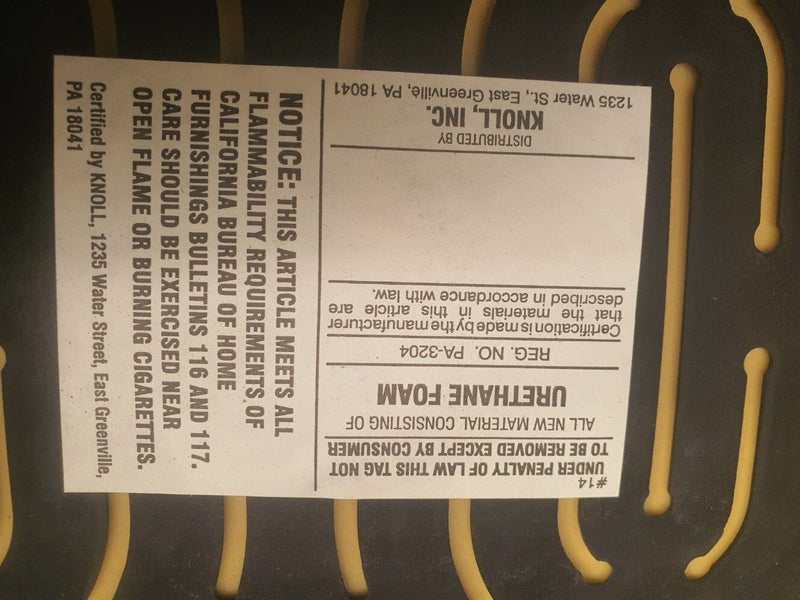 #14
UNDER PENALTY OF LAW THIS TAG NOT
TO BE REMOVED EXCEPT BY CONSUMER
ALL NEW MATERIAL CONSISTING OF
URETHANE FOAM
REG. NO. PA-3204
Certification is made by the manufacturer
that the materials in this article are
described in accordance with law.
DISTRIBUTED BY
KNOLL, INC.
1235 Water St., East Greenville, PA 18041
NOTICE: THIS ARTICLE MEETS ALL
FLAMMABILITY REQUIREMENTS OF
CALIFORNIA BUREAU OF HOME
FURNISHINGS BULLETINS 116 AND 117.
CARE SHOULD BE EXERCISED NEAR
OPEN FLAME OR BURNING CIGARETTES.
Certified by KNOLL, 1235 Water Street, East Greenville,
PA 18041